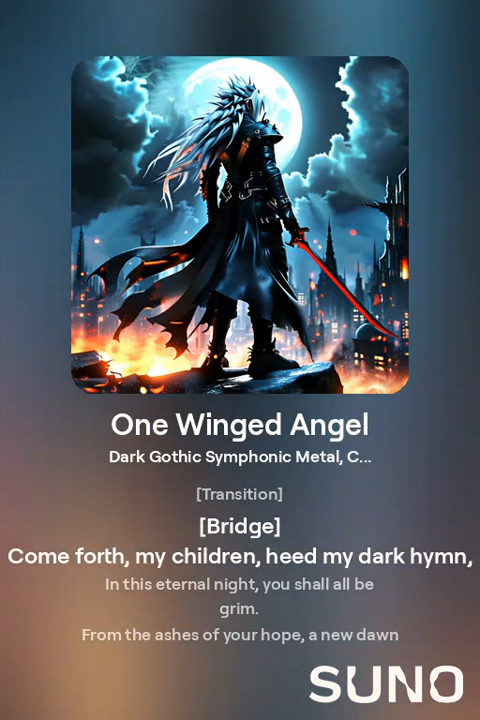 One Winged Angel
Dark Gothic Symphonic Metal, C...
[Transition]
[Bridge]
Come forth, my children, heed my dark hymn,
In this eternal night, you shall all be
grim.
From the ashes of your hope, a new dawn
SUNO